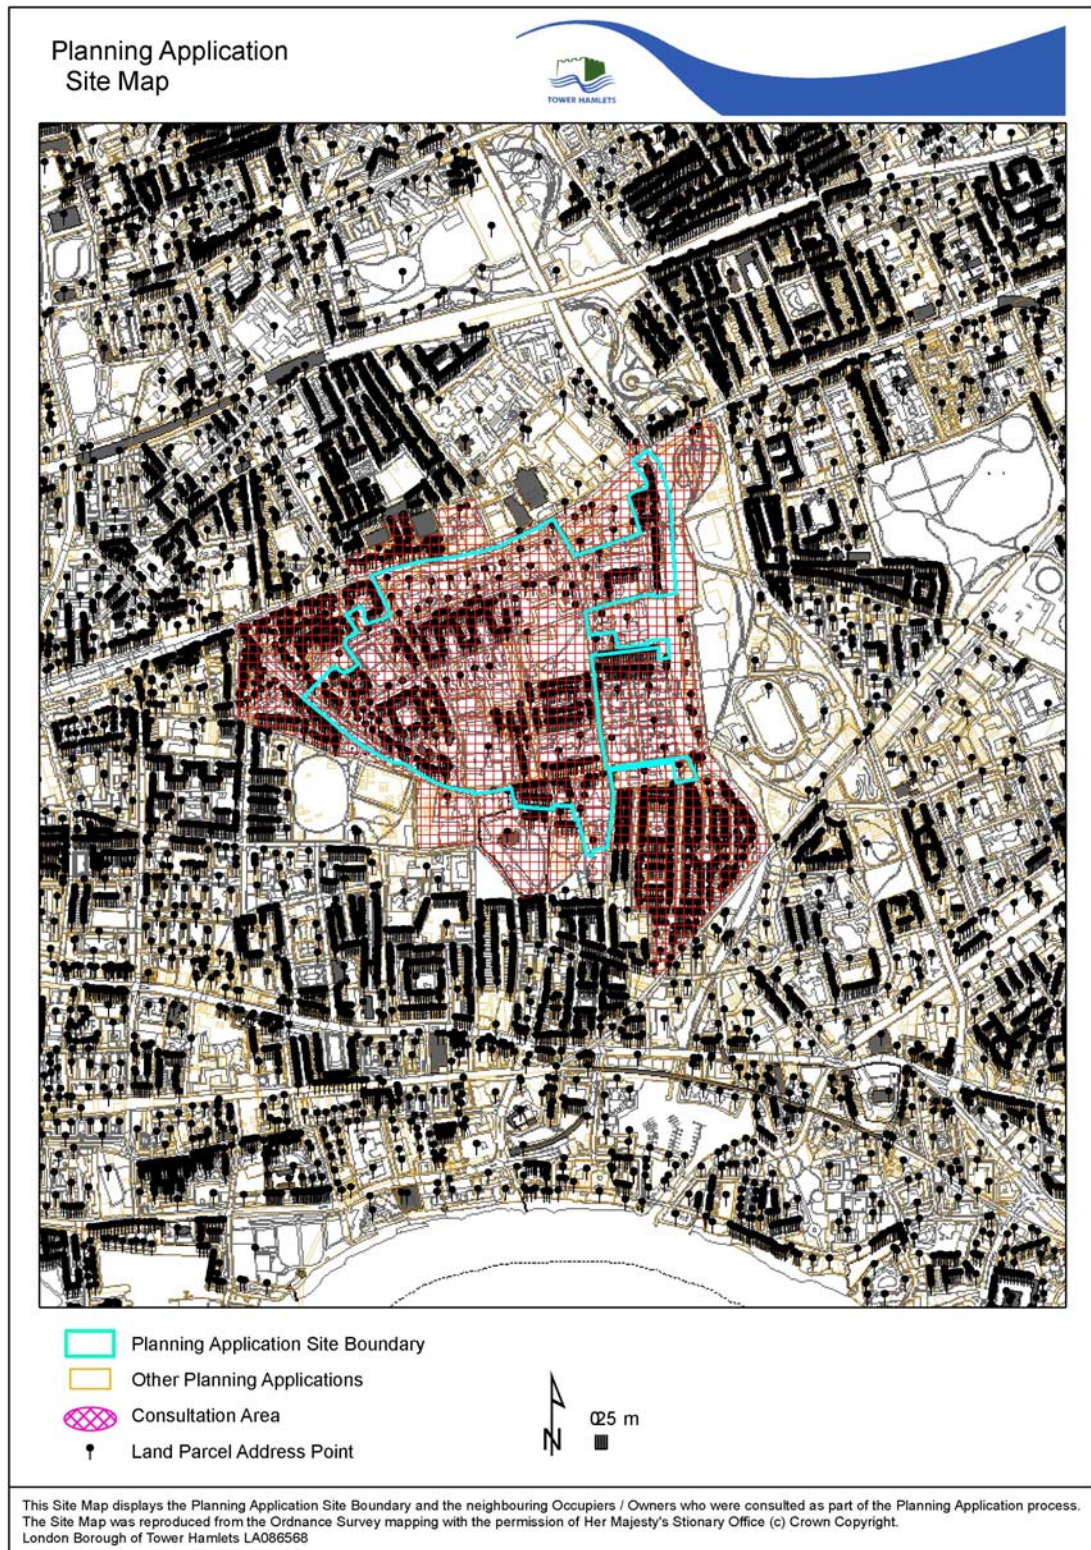 Planning Application
Site Map
TOWER HAMLETS
Planning Application Site Boundary
Other Planning Applications
Consultation Area
Land Parcel Address Point
N
025 m
This Site Map displays the Planning Application Site Boundary and the neighbouring Occupiers / Owners who were consulted as part of the Planning Application process.
The Site Map was reproduced from the Ordnance Survey mapping with the permission of Her Majesty's Stionary Office (c) Crown Copyright.
London Borough of Tower Hamlets LA086568